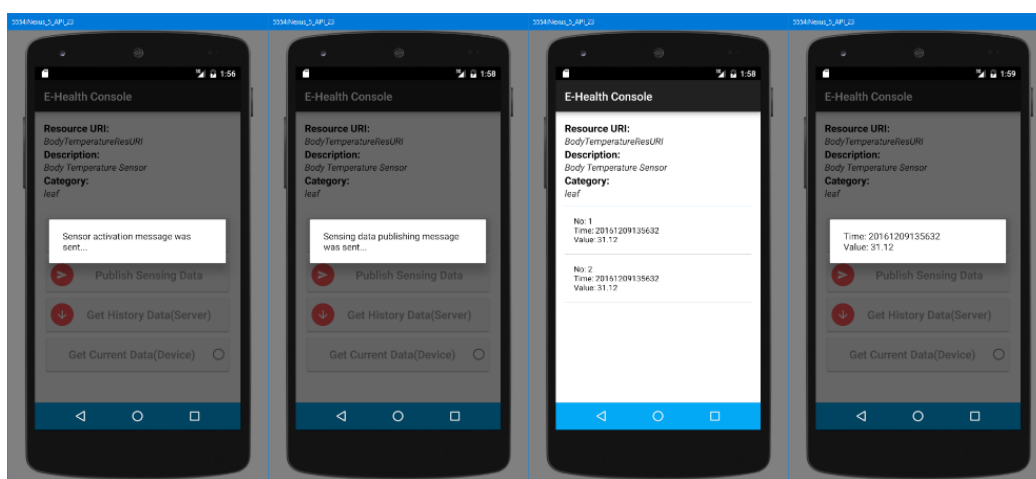 5554:Nexus_5_API_23
1:56
E-Health Console
Resource URI:
BodyTemperatureResURI
Description:
Body Temperature Sensor
Category:
leaf
Sensor activation message was
sent...
Publish Sensing Data
Get History Data(Server)
Get Current Data(Device)
5554:Nexus_5_API_23
1:58
E-Health Console
Resource URI:
BodyTemperatureResURI
Description:
Body Temperature Sensor
Category:
leaf
Sensing data publishing message
was sent...
Publish Sensing Data
Get History Data(Server)
Get Current Data(Device)
5554:Nexus_5_API_23
1:58
E-Health Console
Resource URI:
BodyTemperatureResURI
Description:
Body Temperature Sensor
Category:
leaf
No: 1
Time: 20161209135632
Value: 31.12
No: 2
Time: 20161209135632
Value: 31.12
5554:Nexus_5_API_23
1:59
E-Health Console
Resource URI:
BodyTemperatureResURI
Description:
Body Temperature Sensor
Category:
leaf
Time: 20161209135632
Value: 31.12
Publish Sensing Data
Get History Data(Server)
Get Current Data(Device)